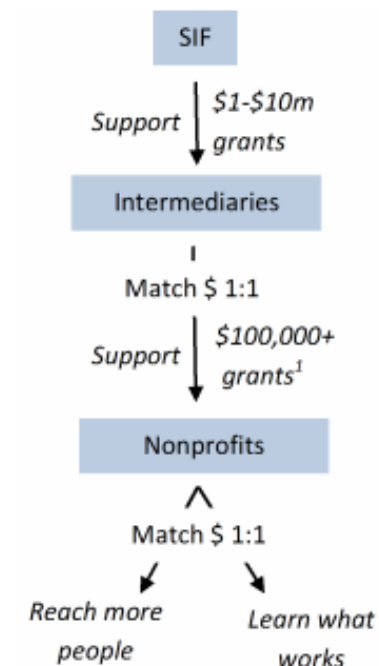 SIF
Support
$1-$10m
grants
Intermediaries
Match $ 1:1
Support
$100,000+
grants¹
Nonprofits
Match $ 1:1
Reach more
people
Learn what
works